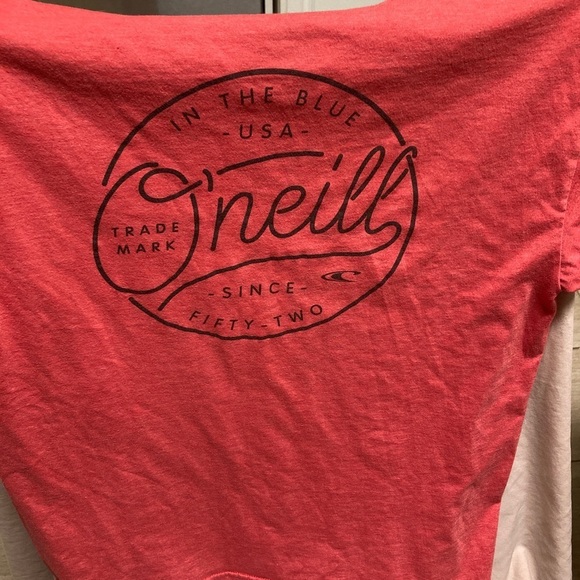 IN THE BLUE
-USA-
O'neill
TRADE
MARK
-SINCE-
FIFTY-TWO